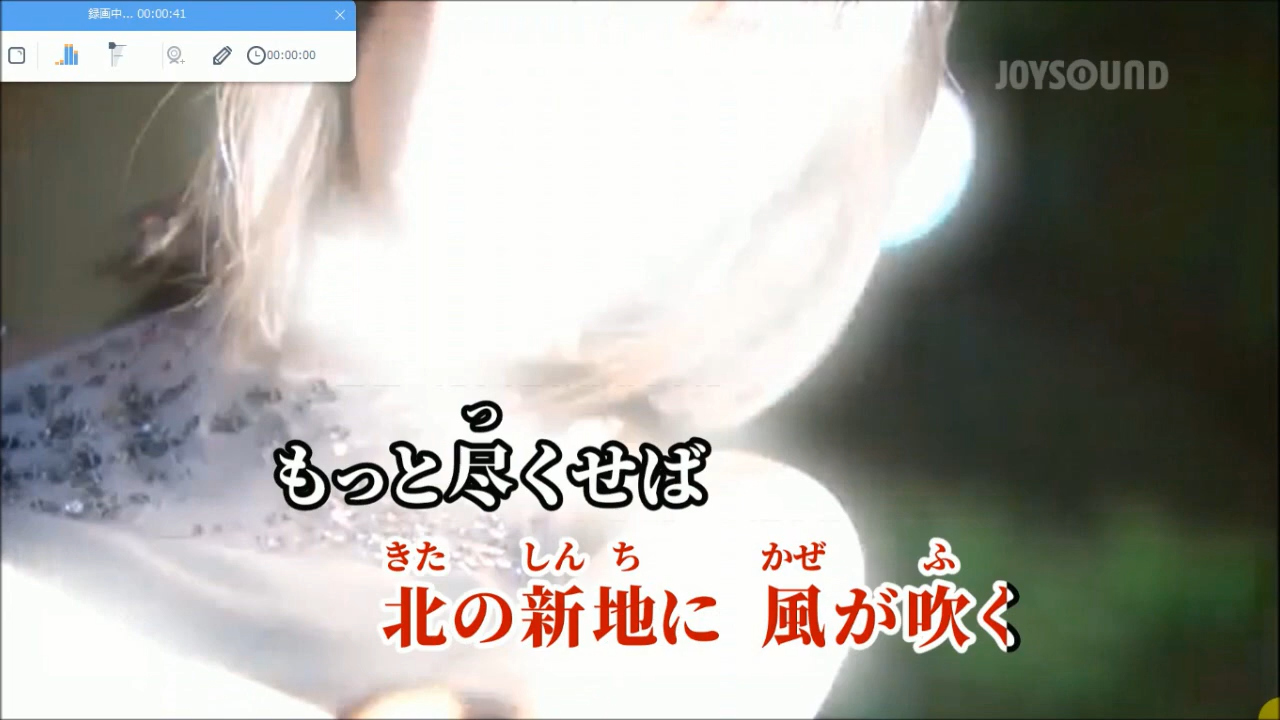 録画中... 00:00:41
00:00:00
JOYSOUND
つ
もっと尽くせば
きた しん ち かぜ ふ
北の新地に 風が吹く